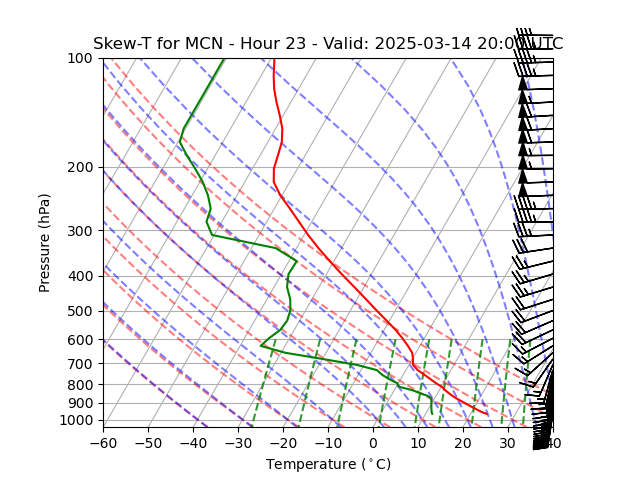 Skew-T for MCN - Hour 23 - Valid: 2025-03-14 20:00 UTC
100
200
300
400
500
600
700
800
900
1000
Pressure (hPa)
−60 −50 −40 −30 −20 −10 0 10 20 30 40
Temperature (°C)